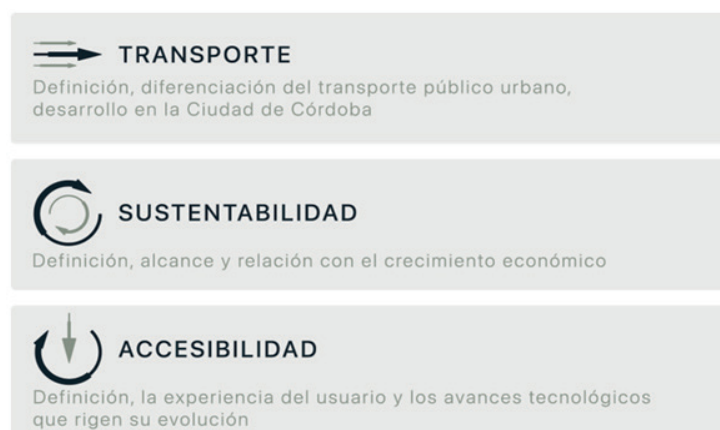 TRANSPORTE
Definición, diferenciación del transporte público urbano,
desarrollo en la Ciudad de Córdoba
SUSTENTABILIDAD
Definición, alcance y relación con el crecimiento económico
ACCESIBILIDAD
Definición, la experiencia del usuario y los avances tecnológicos
que rigen su evolución